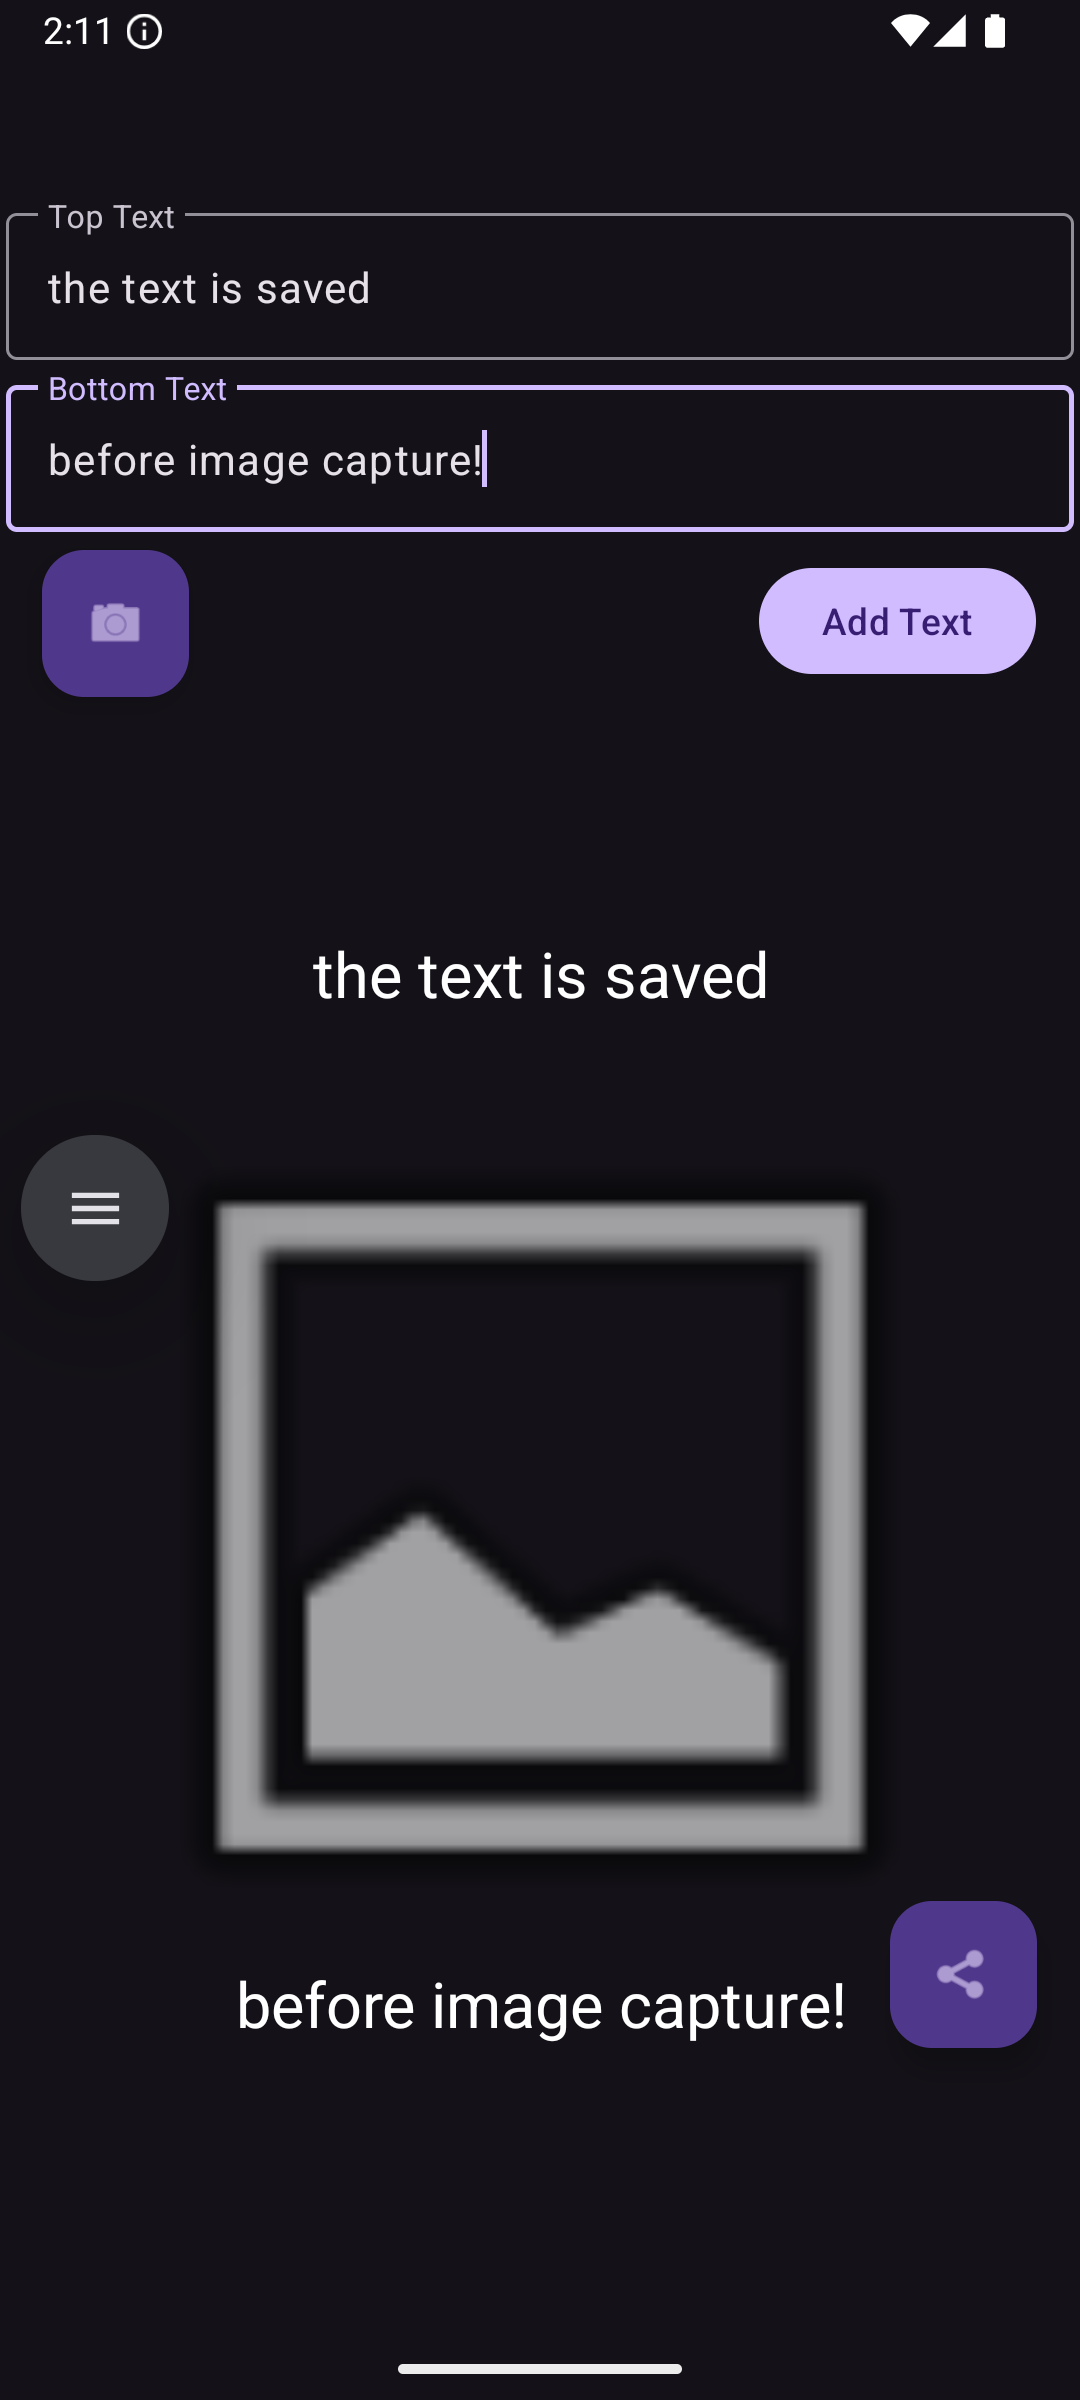 2:11
Top Text
the text is saved
Bottom Text
before image capture!
Add Text
the text is saved
before image capture!